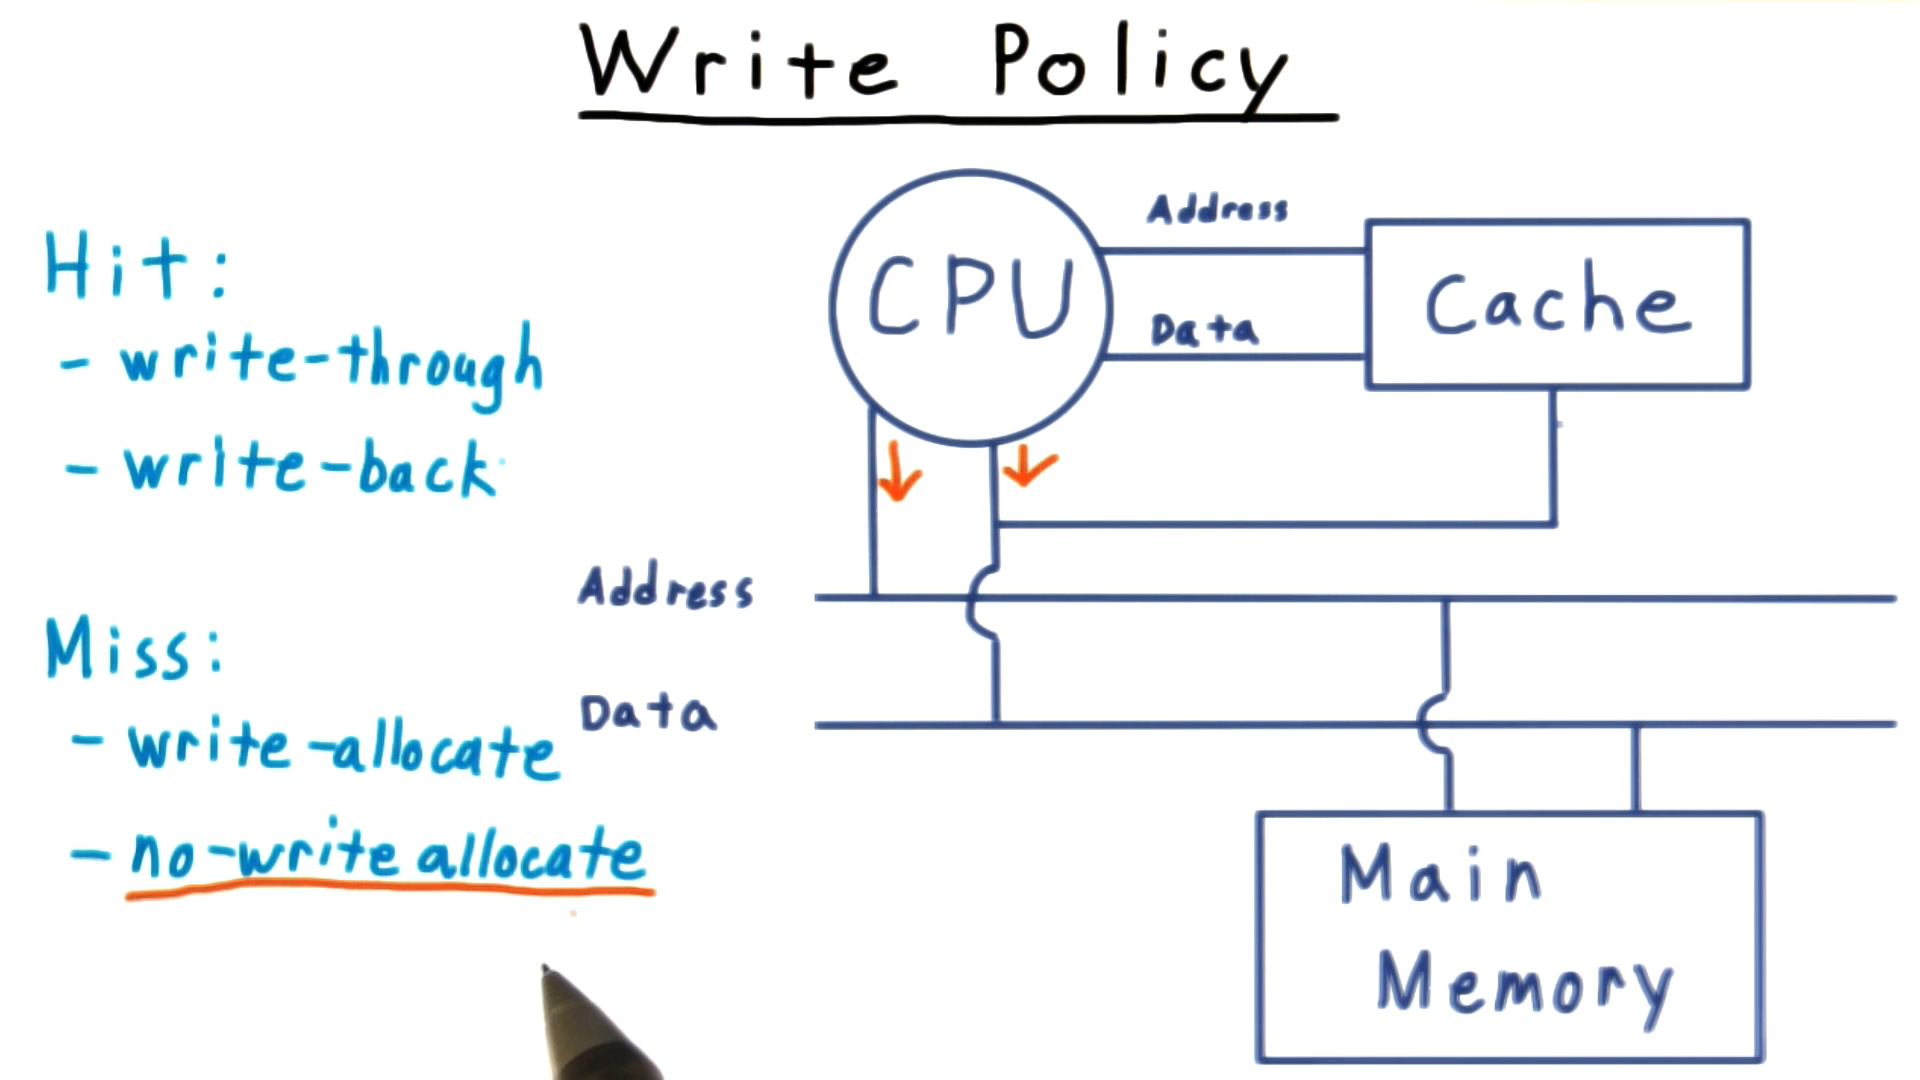 Write Policy
Hit:
- write-through
- write-back
Miss:
- write-allocate
- no-write allocate
CPU
Address
Data
Cache
Address
Data
Main
Memory